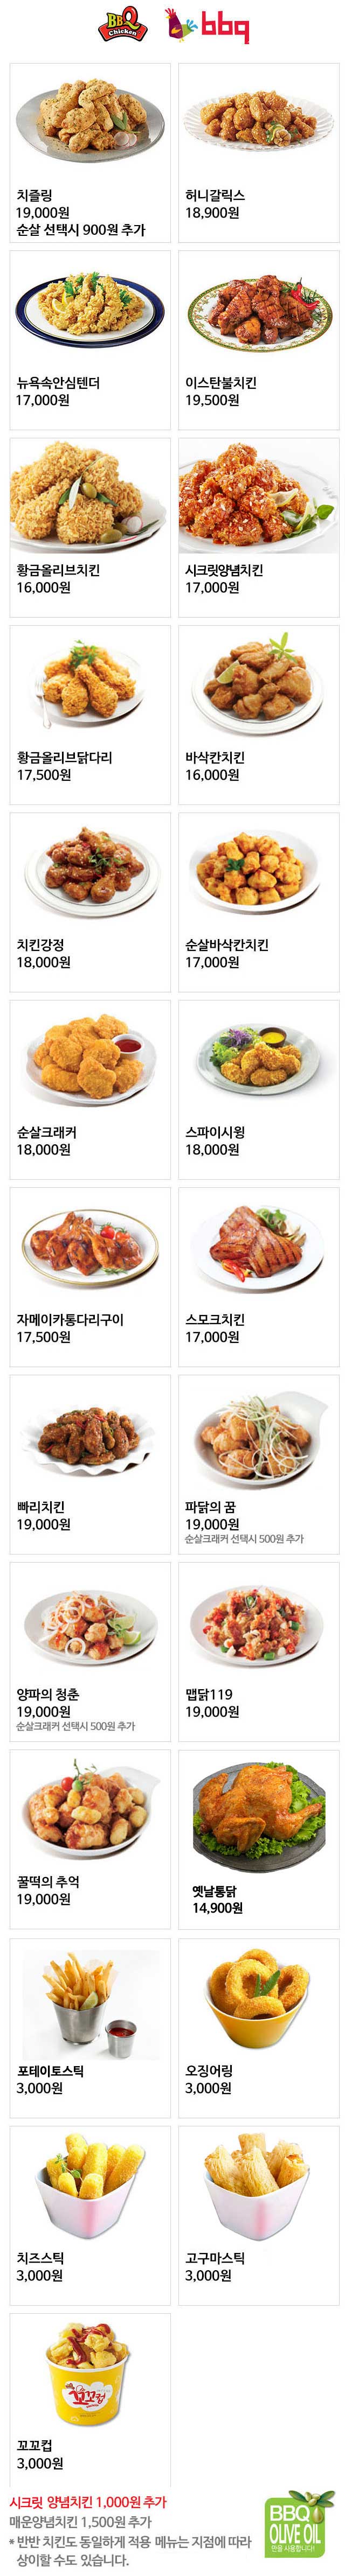 BBQ
Chicken
bbq
치즐링
19,000원
순살 선택시 900원 추가
허니갈릭스
18,900원
뉴욕속안심텐더
17,000원
이스탄불치킨
19,500원
황금올리브치킨
16,000원
시크릿양념치킨
17,000원
황금올리브닭다리
17,500원
바삭칸치킨
16,000원
치킨강정
18,000원
순살바삭칸치킨
17,000원
순살크래커
18,000원
스파이시윙
18,000원
자메이카통다리구이
17,500원
스모크치킨
17,000원
빠리치킨
19,000원
파닭의 꿈
19,000원
순살크래커 선택시 500원 추가
양파의 청춘
19,000원
순살크래커 선택시 500원 추가
맵닭119
19,000원
꿀떡의 추억
19,000원
옛날통닭
14,900원
포테이토스틱
3,000원
오징어링
3,000원
치즈스틱
3,000원
고구마스틱
3,000원
꼬꼬컵
꼬꼬컵
3,000원
시크릿 양념치킨 1,000원 추가
매운양념치킨 1,500원 추가
* 반반 치킨도 동일하게 적용 메뉴는 지점에 따라
상이할 수도 있습니다.
BBQ
OLIVE OIL
만을 사용합니다!